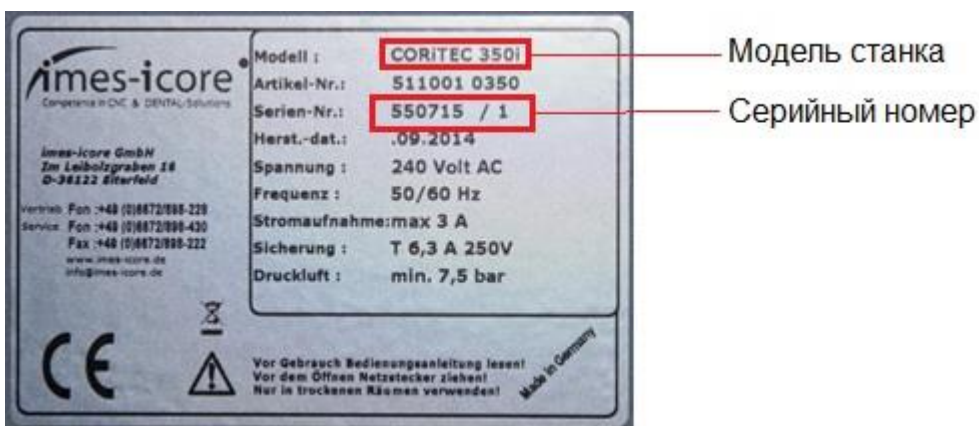 imes-icore
Competence in CNC & DENTAL-Solutions
imes-icore GmbH
Im Leibolzgraben 16
D-36132 Eiterfeld
Vertrieb Fon :+49 (0)6672/898-228
Service Fon :+49 (0)6672/898-430
Fax :+49 (0)6672/898-222
www.imes-icore.de
info@imes-icore.de
Modell : CORiTEC 350i
Artikel-Nr.: 511001 0350
Serien-Nr.: 550715 / 1
Herst.-dat.: .09.2014
Spannung : 240 Volt AC
Frequenz : 50/60 Hz
Stromaufnahme:max 3 A
Sicherung : T 6,3 A 250V
Druckluft : min. 7,5 bar
CE
Vor Gebrauch Bedienungsanleitung lesen!
Vor dem Öffnen Netzstecker ziehen!
Nur in trockenen Räumen verwenden!
Made in Germany
Модель станка
Серийный номер